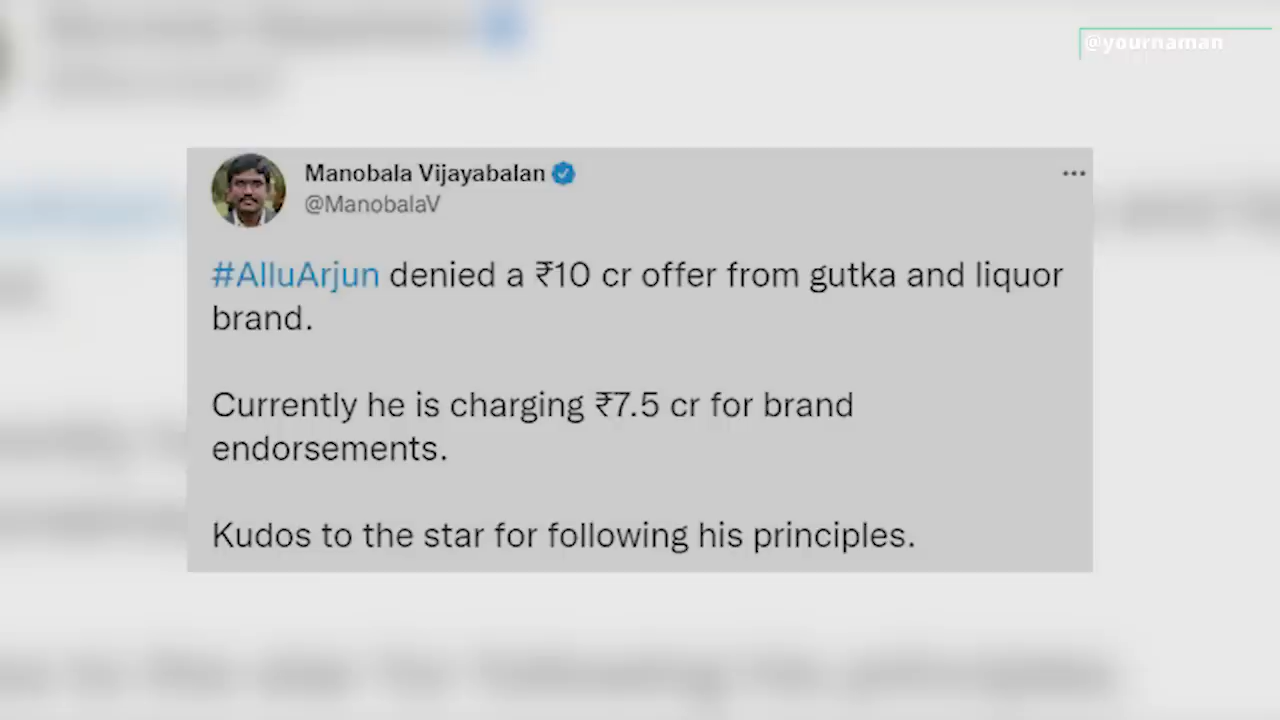 @yournaman
Manobala Vijayabalan
@ManobalaV
#AlluArjun denied a ₹10 cr offer from gutka and liquor
brand.
Currently he is charging ₹7.5 cr for brand
endorsements.
Kudos to the star for following his principles.